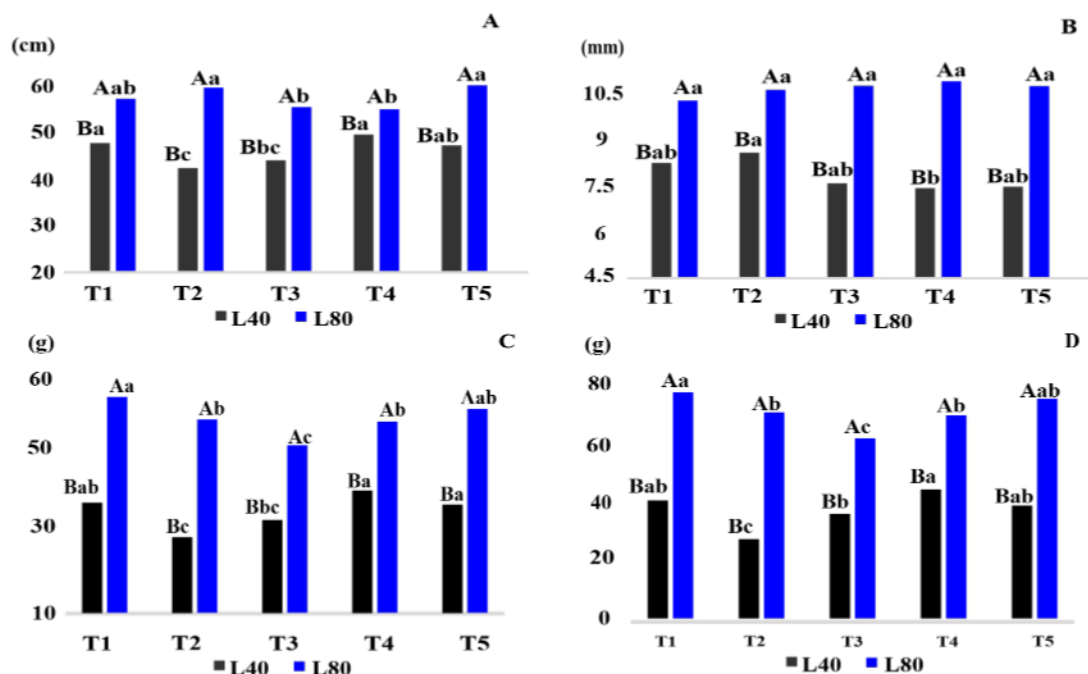 A
(cm)
60
50
40
30
20
Aab
Aa
Ab
Ab
Aa
Ba
Bc
Bbc
Ba
Bab
T1 T2 T3 T4 T5
L40 L80
B
(mm)
10.5
9
7.5
6
4.5
Aa
Aa
Aa
Aa
Aa
Bab
Ba
Bab
Bb
Bab
T1 T2 T3 T4 T5
L40 L80
C
(g)
60
50
30
10
Aa
Ab
Ac
Ab
Aab
Bab
Bc
Bbc
Ba
Ba
T1 T2 T3 T4 T5
L40 L80
D
(g)
80
60
40
20
0
Aa
Ab
Ac
Ab
Aab
Bab
Bc
Bb
Ba
Bab
T1 T2 T3 T4 T5
L40 L80